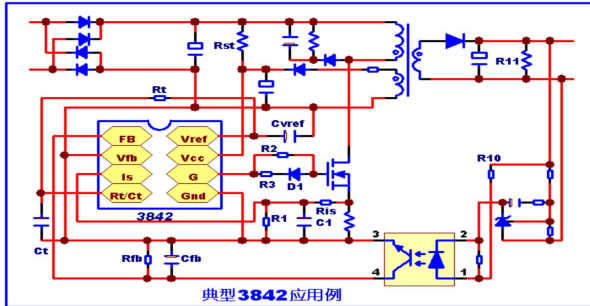 Rst
R11
Rt
Cvref
R10
FB
Vref
R2
Vfb
Vcc
Is
G
R3
D1
Rt/Ct
Gnd
3842
Ris
R1
C1
Ct
Rfb
Cfb
3
2
4
1
典型3842应用例